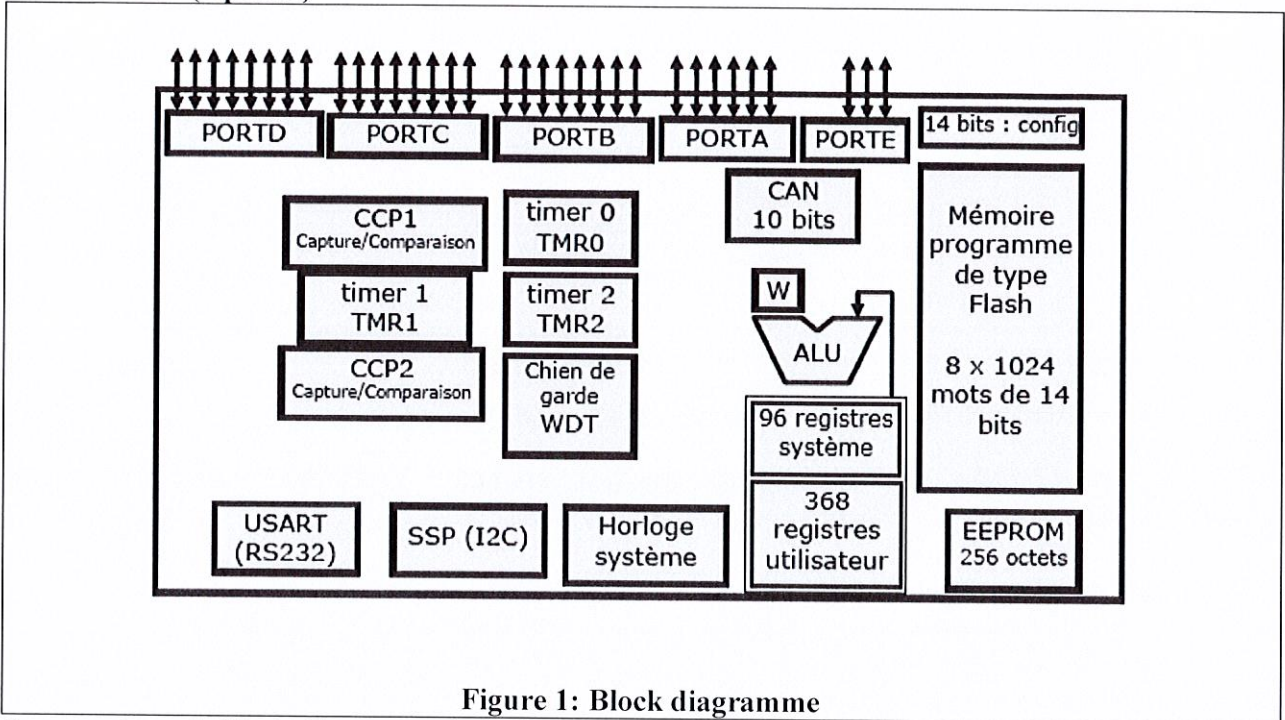 PORTD
PORTC
PORTB
PORTA
PORTE
14 bits : config
CCP1
Capture/Comparaison
timer 1
TMR1
CCP2
Capture/Comparaison
timer 0
TMR0
timer 2
TMR2
Chien de
garde
WDT
CAN
10 bits
W
ALU
96 registres
système
368
registres
utilisateur
Mémoire
programme
de type
Flash
8 x 1024
mots de 14
bits
USART
(RS232)
SSP (I2C)
Horloge
système
EEPROM
256 octets
Figure 1: Block diagramme